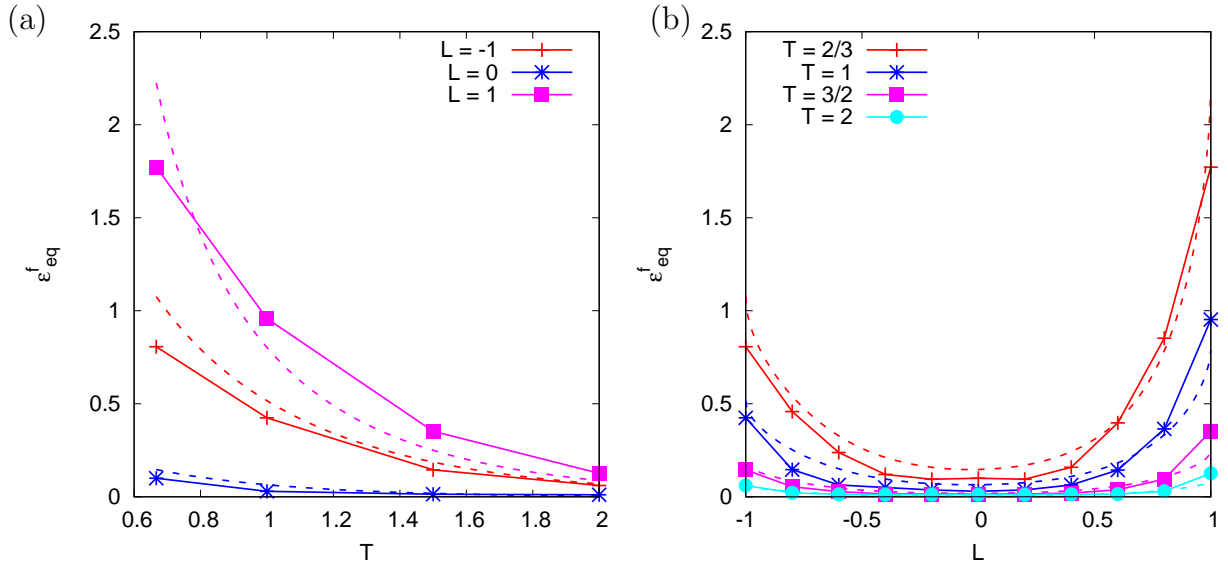 (a)
2.5
2
1.5
1
0.5
0
0.6 0.8 1 1.2 1.4 1.6 1.8 2
T
ε^f_eq
L = -1
L = 0
L = 1
(b)
2.5
2
1.5
1
0.5
0
-1 -0.5 0 0.5 1
L
ε^f_eq
T = 2/3
T = 1
T = 3/2
T = 2